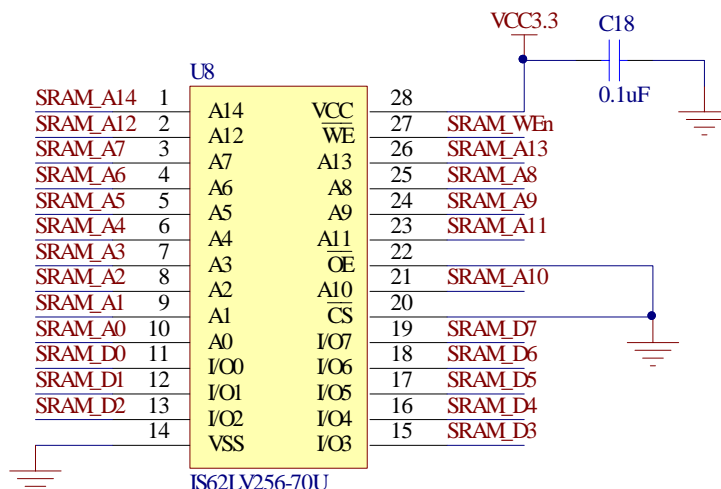 VCC3.3
C18
0.1uF
U8
SRAM_A14 1 A14 VCC 28
SRAM_A12 2 A12 WE 27 SRAM_WEn
SRAM_A7 3 A7 A13 26 SRAM_A13
SRAM_A6 4 A6 A8 25 SRAM_A8
SRAM_A5 5 A5 A9 24 SRAM_A9
SRAM_A4 6 A4 A11 23 SRAM_A11
SRAM_A3 7 A3 OE 22
SRAM_A2 8 A2 A10 21 SRAM_A10
SRAM_A1 9 A1 CS 20
SRAM_A0 10 A0 I/O7 19 SRAM_D7
SRAM_D0 11 I/O0 I/O6 18 SRAM_D6
SRAM_D1 12 I/O1 I/O5 17 SRAM_D5
SRAM_D2 13 I/O2 I/O4 16 SRAM_D4
14 VSS I/O3 15 SRAM_D3
IS62LV256-70U